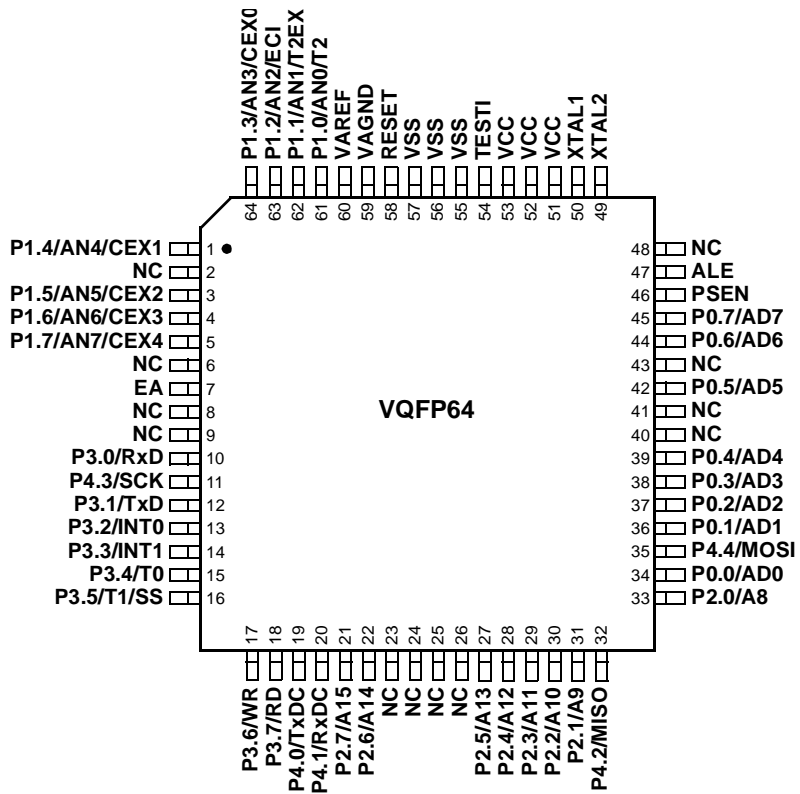 P1.3/AN3/CEX0
P1.2/AN2/ECI
P1.1/AN1/T2EX
P1.0/AN0/T2
VAREF
VAGND
RESET
VSS
VSS
VSS
TESTI
VCC
VCC
VCC
XTAL1
XTAL2
64
63
62
61
60
59
58
57
56
55
54
53
52
51
50
49
P1.4/AN4/CEX1 1
NC 2
P1.5/AN5/CEX2 3
P1.6/AN6/CEX3 4
P1.7/AN7/CEX4 5
NC 6
EA 7
NC 8
NC 9
P3.0/RxD 10
P4.3/SCK 11
P3.1/TxD 12
P3.2/INT0 13
P3.3/INT1 14
P3.4/T0 15
P3.5/T1/SS 16
VQFP64
48 NC
47 ALE
46 PSEN
45 P0.7/AD7
44 P0.6/AD6
43 NC
42 P0.5/AD5
41 NC
40 NC
39 P0.4/AD4
38 P0.3/AD3
37 P0.2/AD2
36 P0.1/AD1
35 P4.4/MOSI
34 P0.0/AD0
33 P2.0/A8
17
18
19
20
21
22
23
24
25
26
27
28
29
30
31
32
P3.6/WR
P3.7/RD
P4.0/TxDC
P4.1/RxDC
P2.7/A15
P2.6/A14
NC
NC
NC
NC
P2.5/A13
P2.4/A12
P2.3/A11
P2.2/A10
P2.1/A9
P4.2/MISO